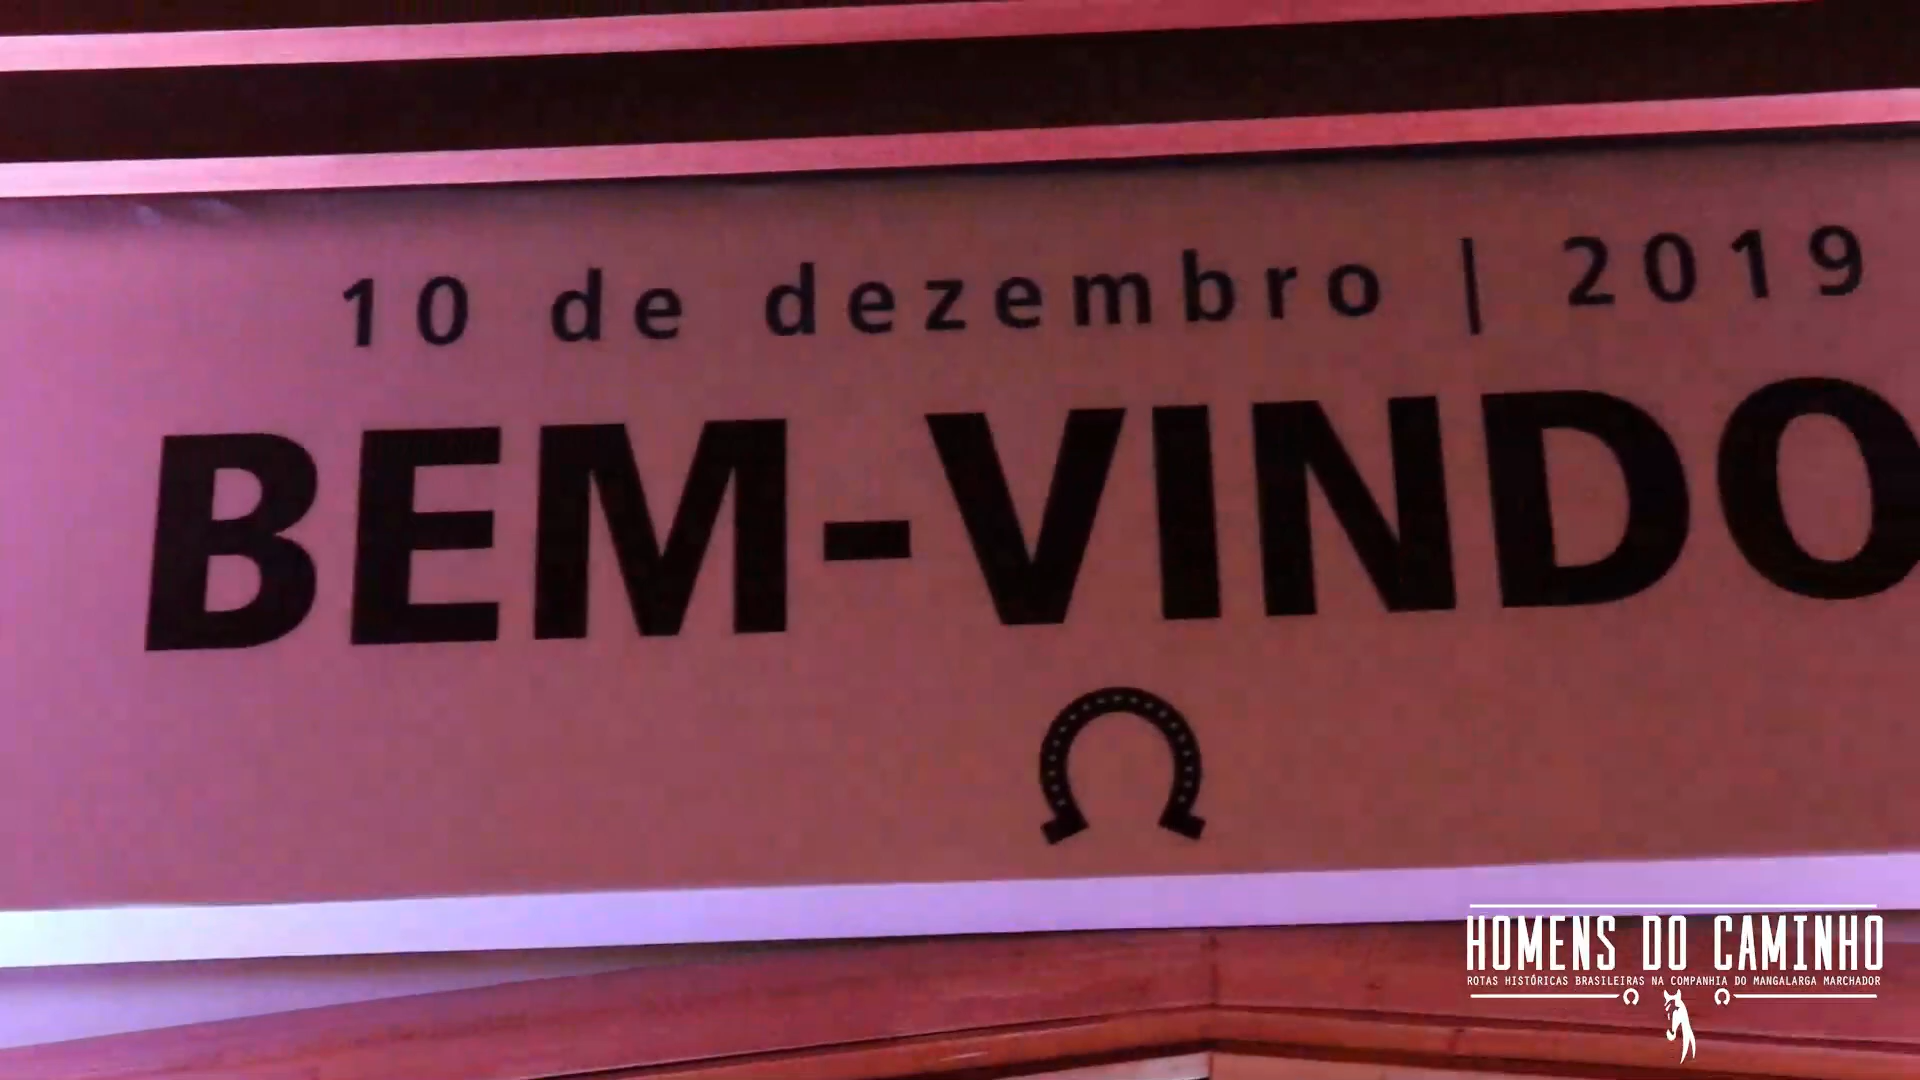 10 de dezembro | 2019
BEM-VINDO
HOMENS DO CAMINHO
ROTAS HISTÓRICAS BRASILEIRAS NA COMPANHIA DO MANGALARGA MARCHADOR